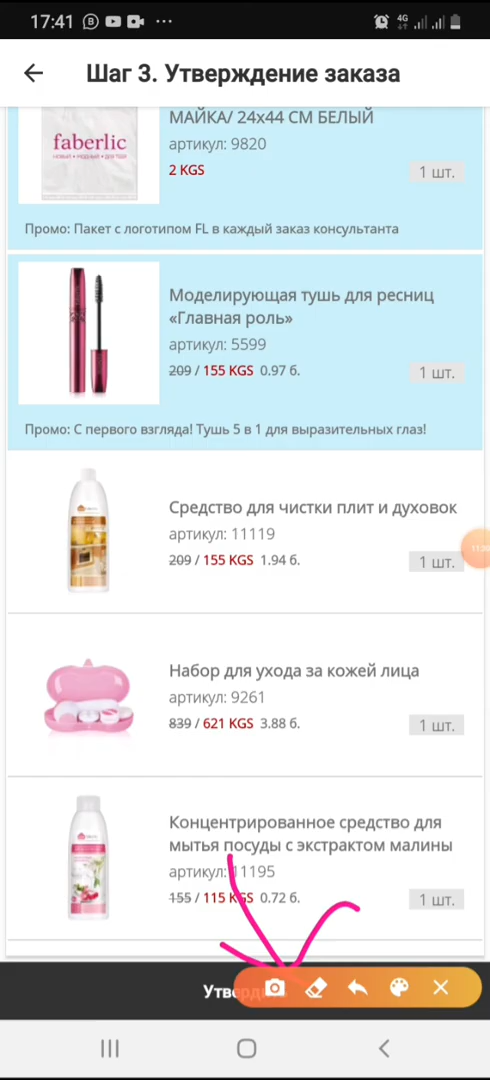 17:41
4G
Шаг 3. Утверждение заказа
faberlic
МАЙКА/ 24х44 СМ БЕЛЫЙ
артикул: 9820
2 KGS
1 шт.
Промо: Пакет с логотипом FL в каждый заказ консультанта
Моделирующая тушь для ресниц
«Главная роль»
артикул: 5599
209 / 155 KGS 0.97 б.
1 шт.
Промо: С первого взгляда! Тушь 5 в 1 для выразительных глаз!
Средство для чистки плит и духовок
артикул: 11119
209 / 155 KGS 1.94 б.
1 шт.
Набор для ухода за кожей лица
артикул: 9261
839 / 621 KGS 3.88 б.
1 шт.
Концентрированное средство для
мытья посуды с экстрактом малины
артикул: 11195
155 / 115 KGS 0.72 б.
1 шт.